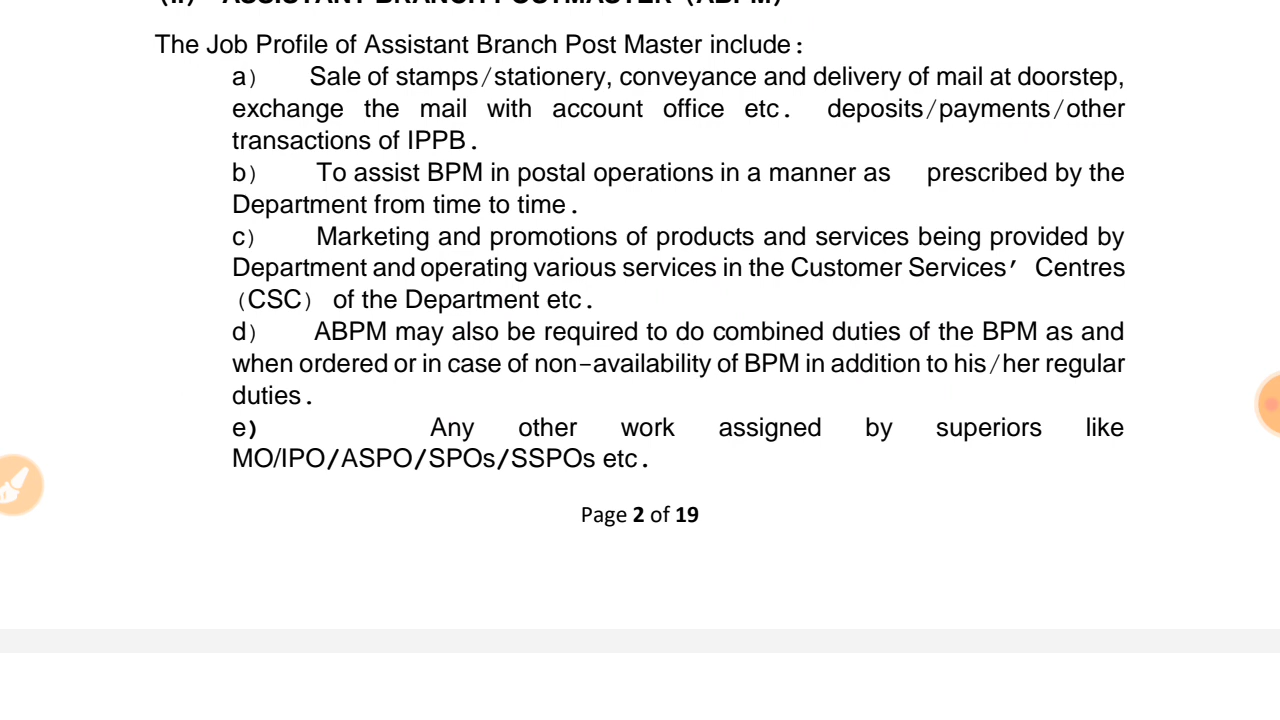 (ii) ASSISTANT BRANCH POSTMASTER (ABPM)
The Job Profile of Assistant Branch Post Master include:
a) Sale of stamps/stationery, conveyance and delivery of mail at doorstep,
exchange the mail with account office etc. deposits/payments/other
transactions of IPPB.
b) To assist BPM in postal operations in a manner as prescribed by the
Department from time to time.
c) Marketing and promotions of products and services being provided by
Department and operating various services in the Customer Services’ Centres
(CSC) of the Department etc.
d) ABPM may also be required to do combined duties of the BPM as and
when ordered or in case of non-availability of BPM in addition to his/her regular
duties.
e) Any other work assigned by superiors like
MO/IPO/ASPO/SPOs/SSPOs etc.
Page 2 of 19